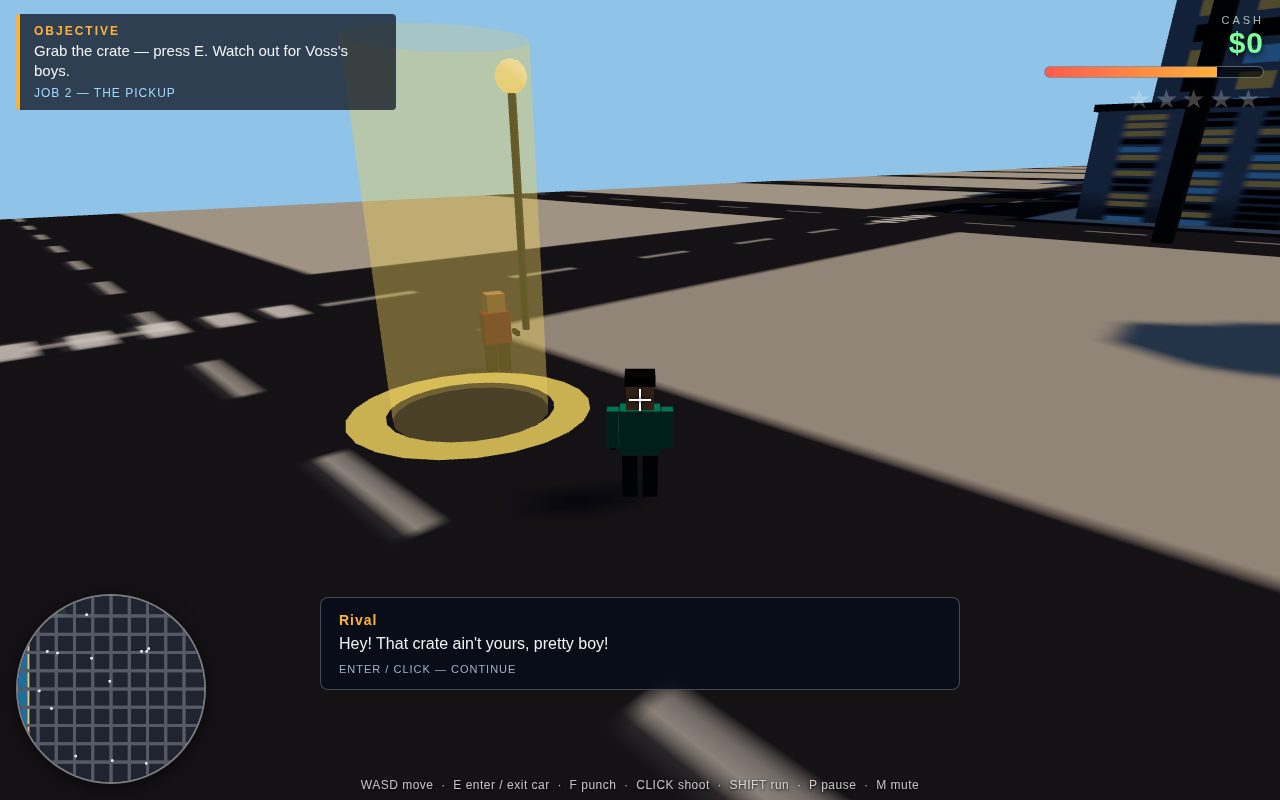 OBJECTIVE
Grab the crate — press E. Watch out for Voss's
boys.
JOB 2 — THE PICKUP
CASH
$0
Rival
Hey! That crate ain't yours, pretty boy!
ENTER / CLICK — CONTINUE
WASD move · E enter / exit car · F punch · CLICK shoot · SHIFT run · P pause · M mute